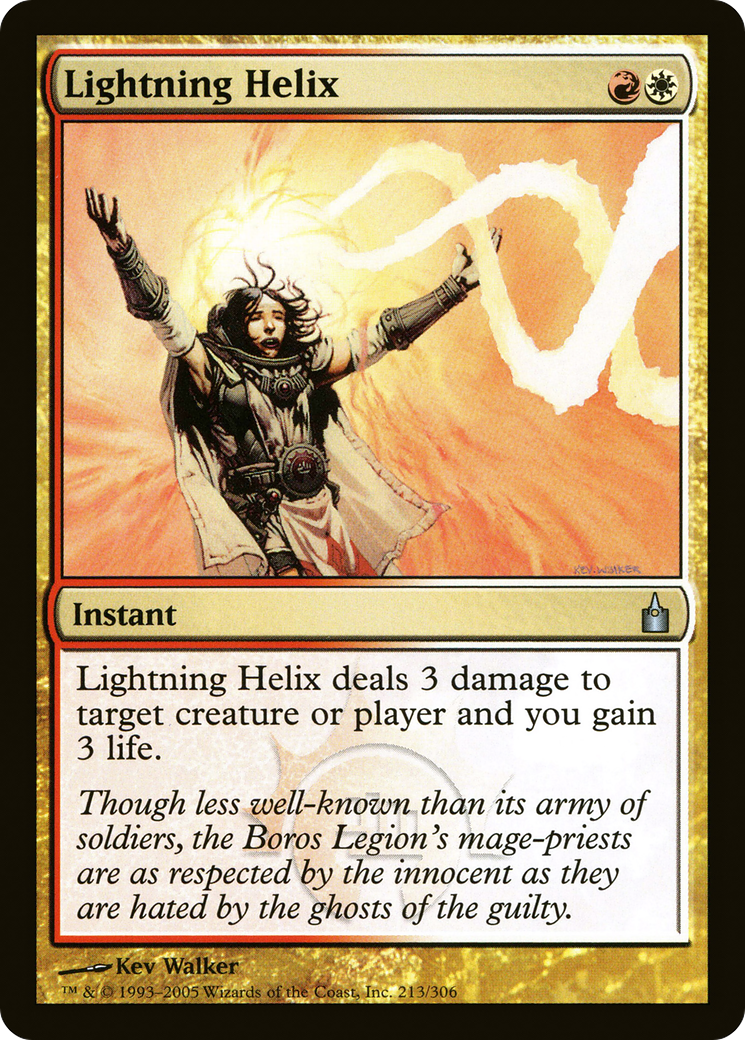 Lightning Helix
KEV WALKER
Instant
Lightning Helix deals 3 damage to
target creature or player and you gain
3 life.
Though less well-known than its army of
soldiers, the Boros Legion's mage-priests
are as respected by the innocent as they
are hated by the ghosts of the guilty.
Kev Walker
™ & © 1993–2005 Wizards of the Coast, Inc. 213/306